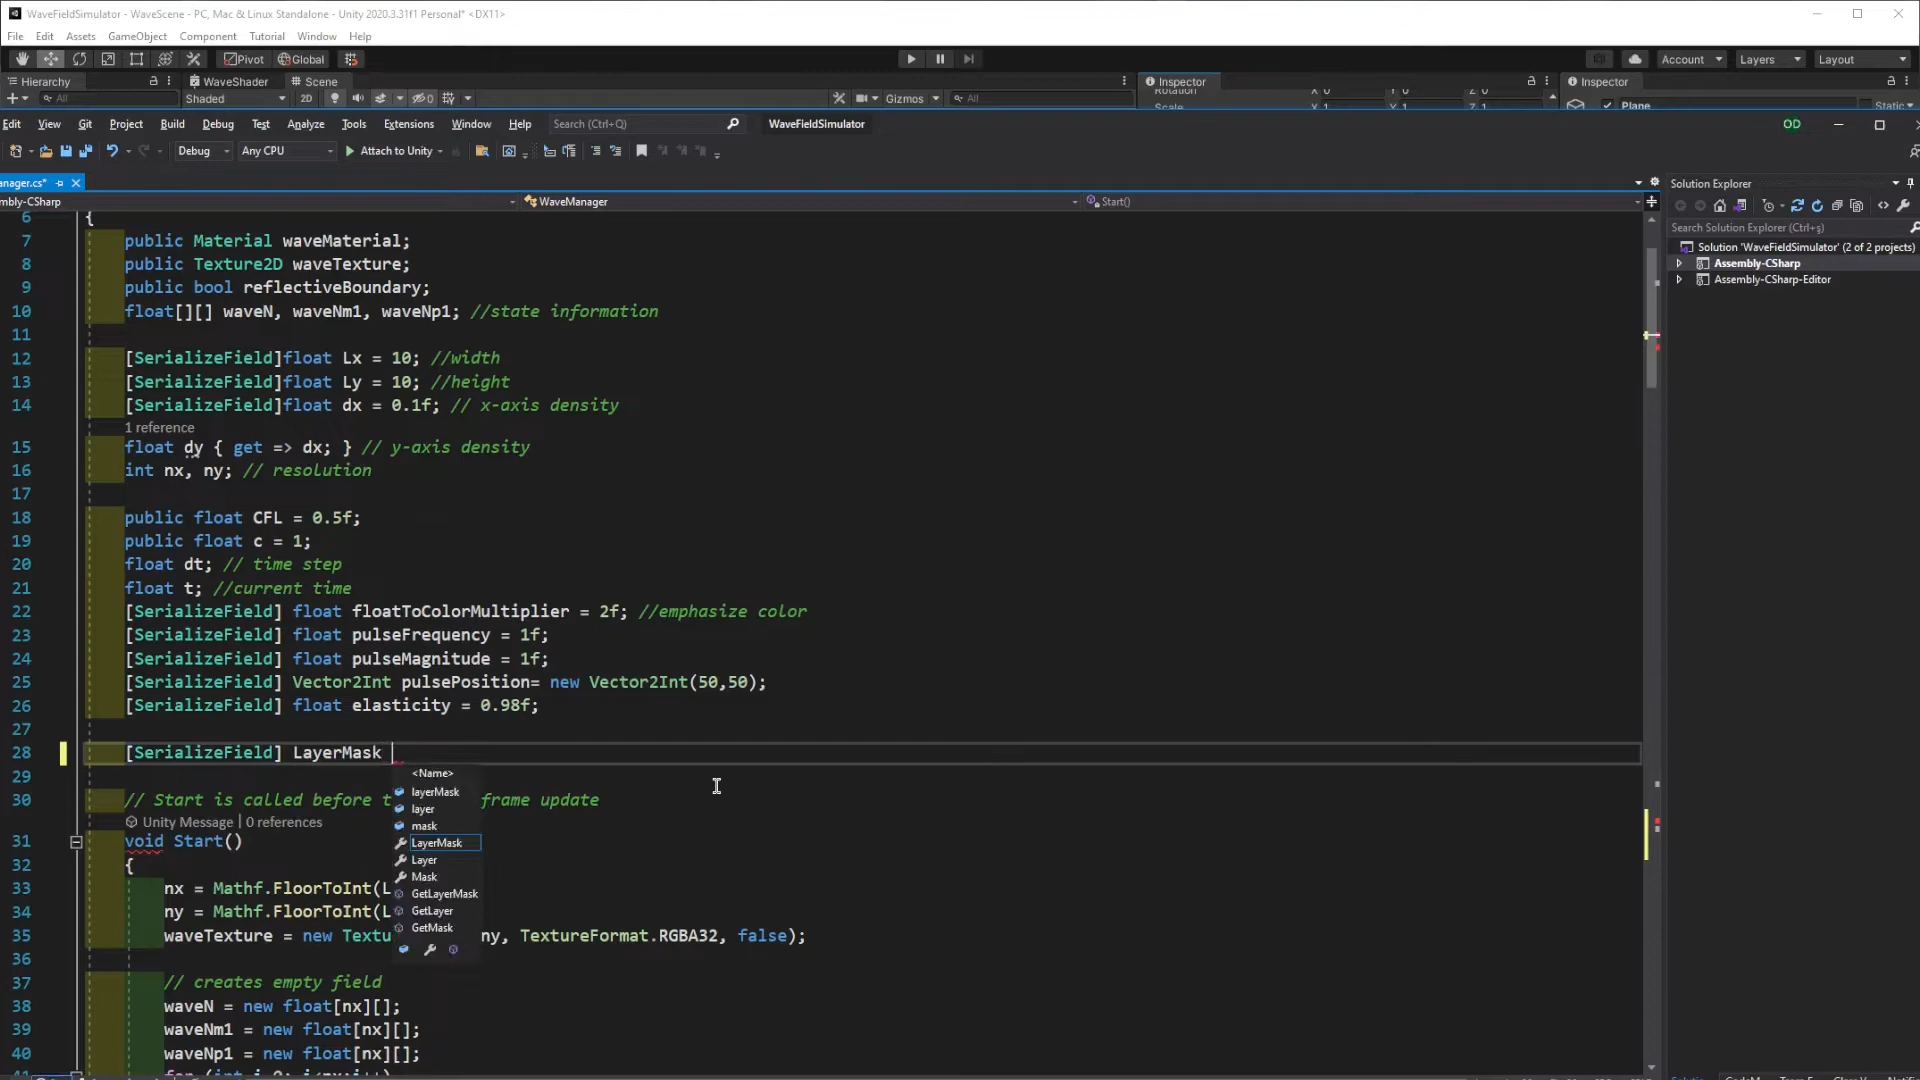 WaveFieldSimulator - WaveScene - PC, Mac & Linux Standalone - Unity 2020.3.31f1 Personal* <DX11>
File Edit Assets GameObject Component Tutorial Window Help
Pivot Global Account Layers Layout
Hierarchy WaveShader Scene Inspector Inspector
All Shaded 2D 0 Gizmos All Rotation X 0 Y 0 Z 0
Scale X 1 Y 1 Z 1 Plane Static
Edit View Git Project Build Debug Test Analyze Tools Extensions Window Help Search (Ctrl+Q) WaveFieldSimulator OD
Debug Any CPU Attach to Unity
anager.cs* Solution Explorer
mbly-CSharp WaveManager Start()
Search Solution Explorer (Ctrl+ş)
Solution 'WaveFieldSimulator' (2 of 2 projects)
Assembly-CSharp
Assembly-CSharp-Editor
6 {
7 public Material waveMaterial;
8 public Texture2D waveTexture;
9 public bool reflectiveBoundary;
10 float[][] waveN, waveNm1, waveNp1; //state information
11
12 [SerializeField]float Lx = 10; //width
13 [SerializeField]float Ly = 10; //height
14 [SerializeField]float dx = 0.1f; // x-axis density
1 reference
15 float dy { get => dx; } // y-axis density
16 int nx, ny; // resolution
17
18 public float CFL = 0.5f;
19 public float c = 1;
20 float dt; // time step
21 float t; //current time
22 [SerializeField] float floatToColorMultiplier = 2f; //emphasize color
23 [SerializeField] float pulseFrequency = 1f;
24 [SerializeField] float pulseMagnitude = 1f;
25 [SerializeField] Vector2Int pulsePosition= new Vector2Int(50,50);
26 [SerializeField] float elasticity = 0.98f;
27
28 [SerializeField] LayerMask
<Name>
layerMask
layer
mask
LayerMask
Layer
Mask
GetLayerMask
GetLayer
GetMask
29
30 // Start is called before t frame update
Unity Message | 0 references
31 void Start()
32 {
33 nx = Mathf.FloorToInt(L
34 ny = Mathf.FloorToInt(L
35 waveTexture = new Textu ny, TextureFormat.RGBA32, false);
36
37 // creates empty field
38 waveN = new float[nx][];
39 waveNm1 = new float[nx][];
40 waveNp1 = new float[nx][];